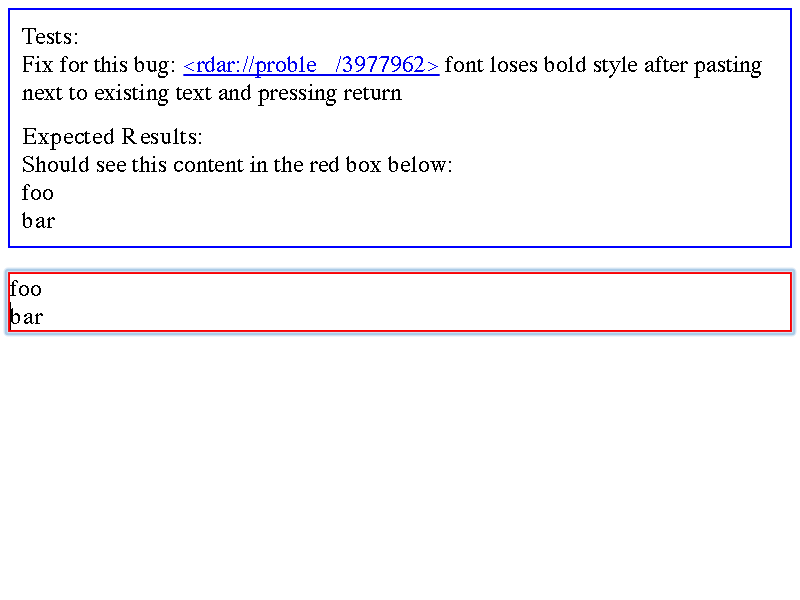 Tests:
Fix for this bug: <rdar://proble /3977962> font loses bold style after pasting
next to existing text and pressing return
Expected Results:
Should see this content in the red box below:
foo
bar
foo
bar